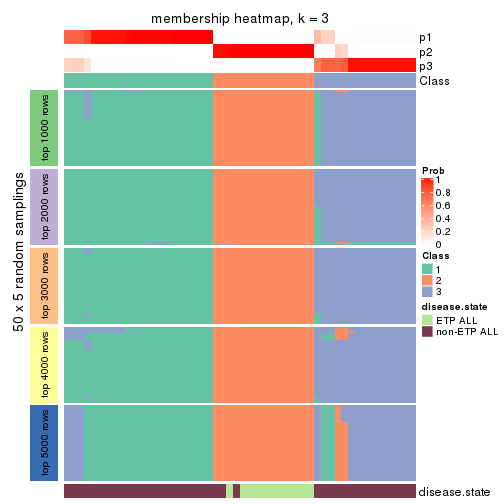 membership heatmap, k = 3
p1
p2
p3
Class
50 x 5 random samplings
top 1000 rows
top 2000 rows
top 3000 rows
top 4000 rows
top 5000 rows
Prob
1
0.8
0.6
0.4
0.2
0
Class
1
2
3
disease.state
ETP ALL
non-ETP ALL
disease.state